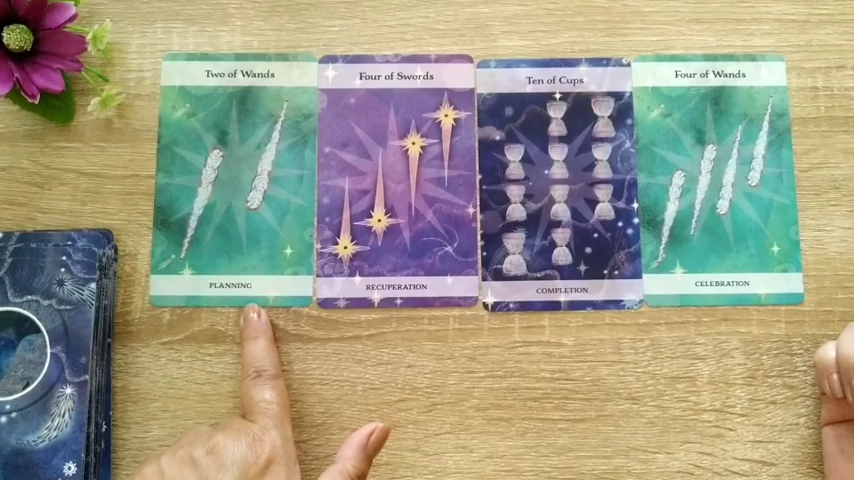 Two of Wands
Four of Swords
Ten of Cups
Four of Wands
PLANNING
RECUPERATION
COMPLETION
CELEBRATION